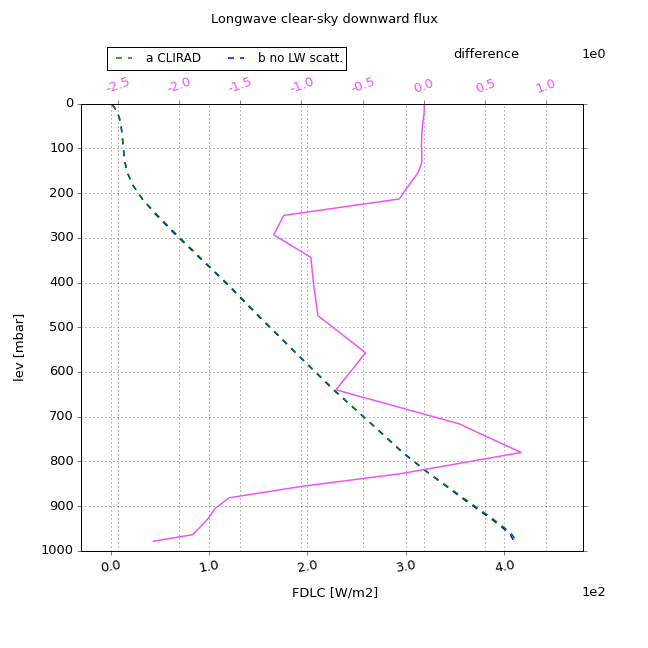 Longwave clear-sky downward flux
a CLIRAD b no LW scatt.
difference 1e0
-2.5 -2.0 -1.5 -1.0 -0.5 0.0 0.5 1.0
0
100
200
300
400
500
600
700
800
900
1000
lev [mbar]
0.0 1.0 2.0 3.0 4.0
FDLC [W/m2] 1e2